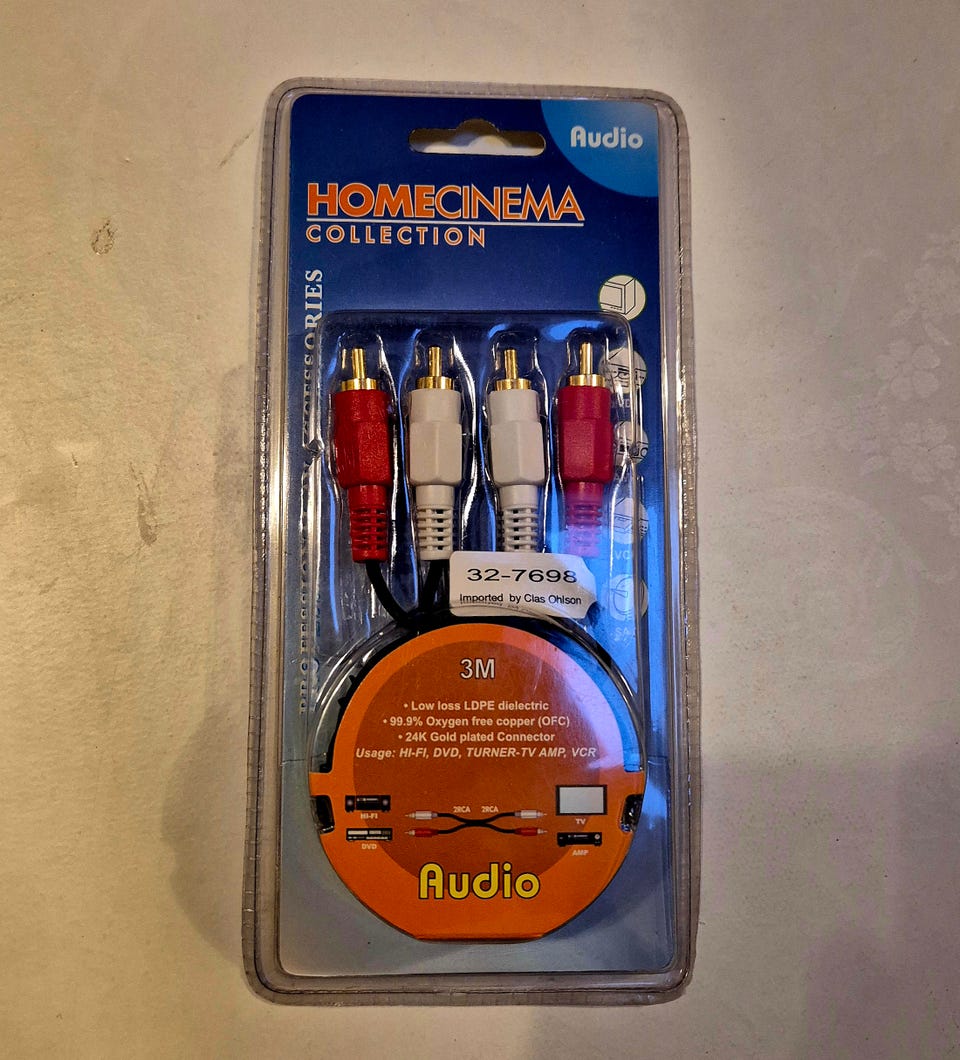 Audio
HOMECINEMA
COLLECTION
32-7698
Imported by Clas Ohlson
3M
• Low loss LDPE dielectric
• 99.9% Oxygen free copper (OFC)
• 24K Gold plated Connector
Usage: HI-FI, DVD, TURNER-TV AMP, VCR
2RCA 2RCA
HI-FI
TV
DVD
AMP
Audio